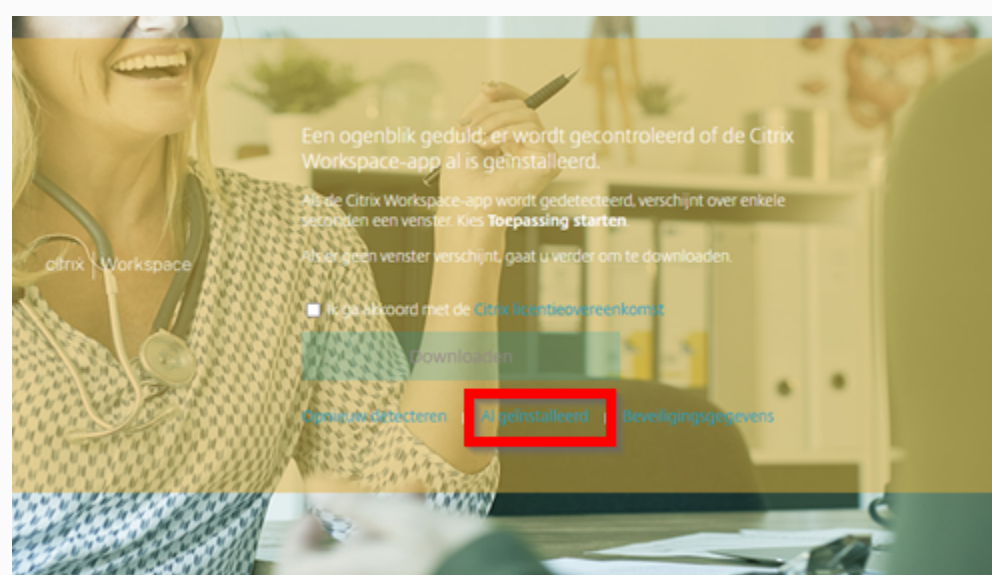 Een ogenblik geduld; er wordt gecontroleerd of de Citrix
Workspace-app al is geïnstalleerd.
Als de Citrix Workspace-app wordt gedetecteerd, verschijnt over enkele
seconden een venster. Kies Toepassing starten.
Als er geen venster verschijnt, gaat u verder om te downloaden.
citrix | Workspace
Ik ga akkoord met de Citrix licentieovereenkomst
Downloaden
Opnieuw detecteren | Al geïnstalleerd | Beveiligingsgegevens